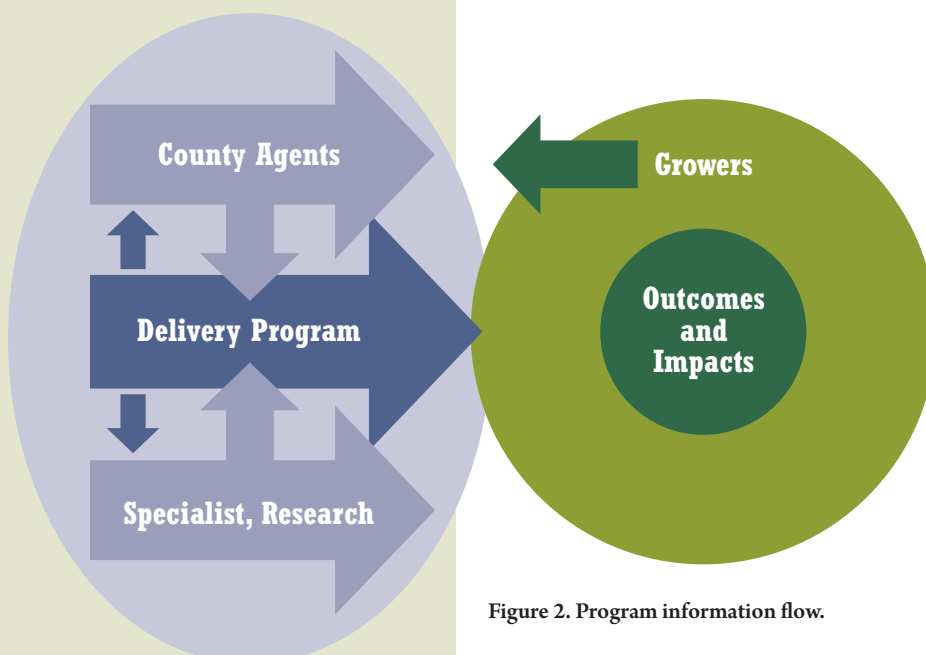 County Agents
Growers
Delivery Program
Outcomes
and
Impacts
Specialist, Research
Figure 2. Program information flow.